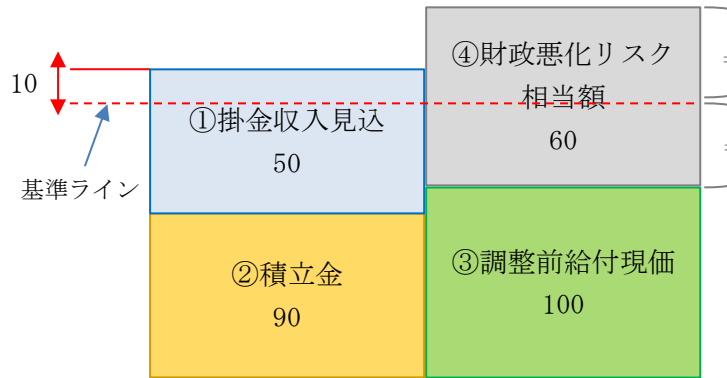 10
基準ライン
①掛金収入見込
50
②積立金
90
④財政悪化リスク
相当額
60
③調整前給付現価
100